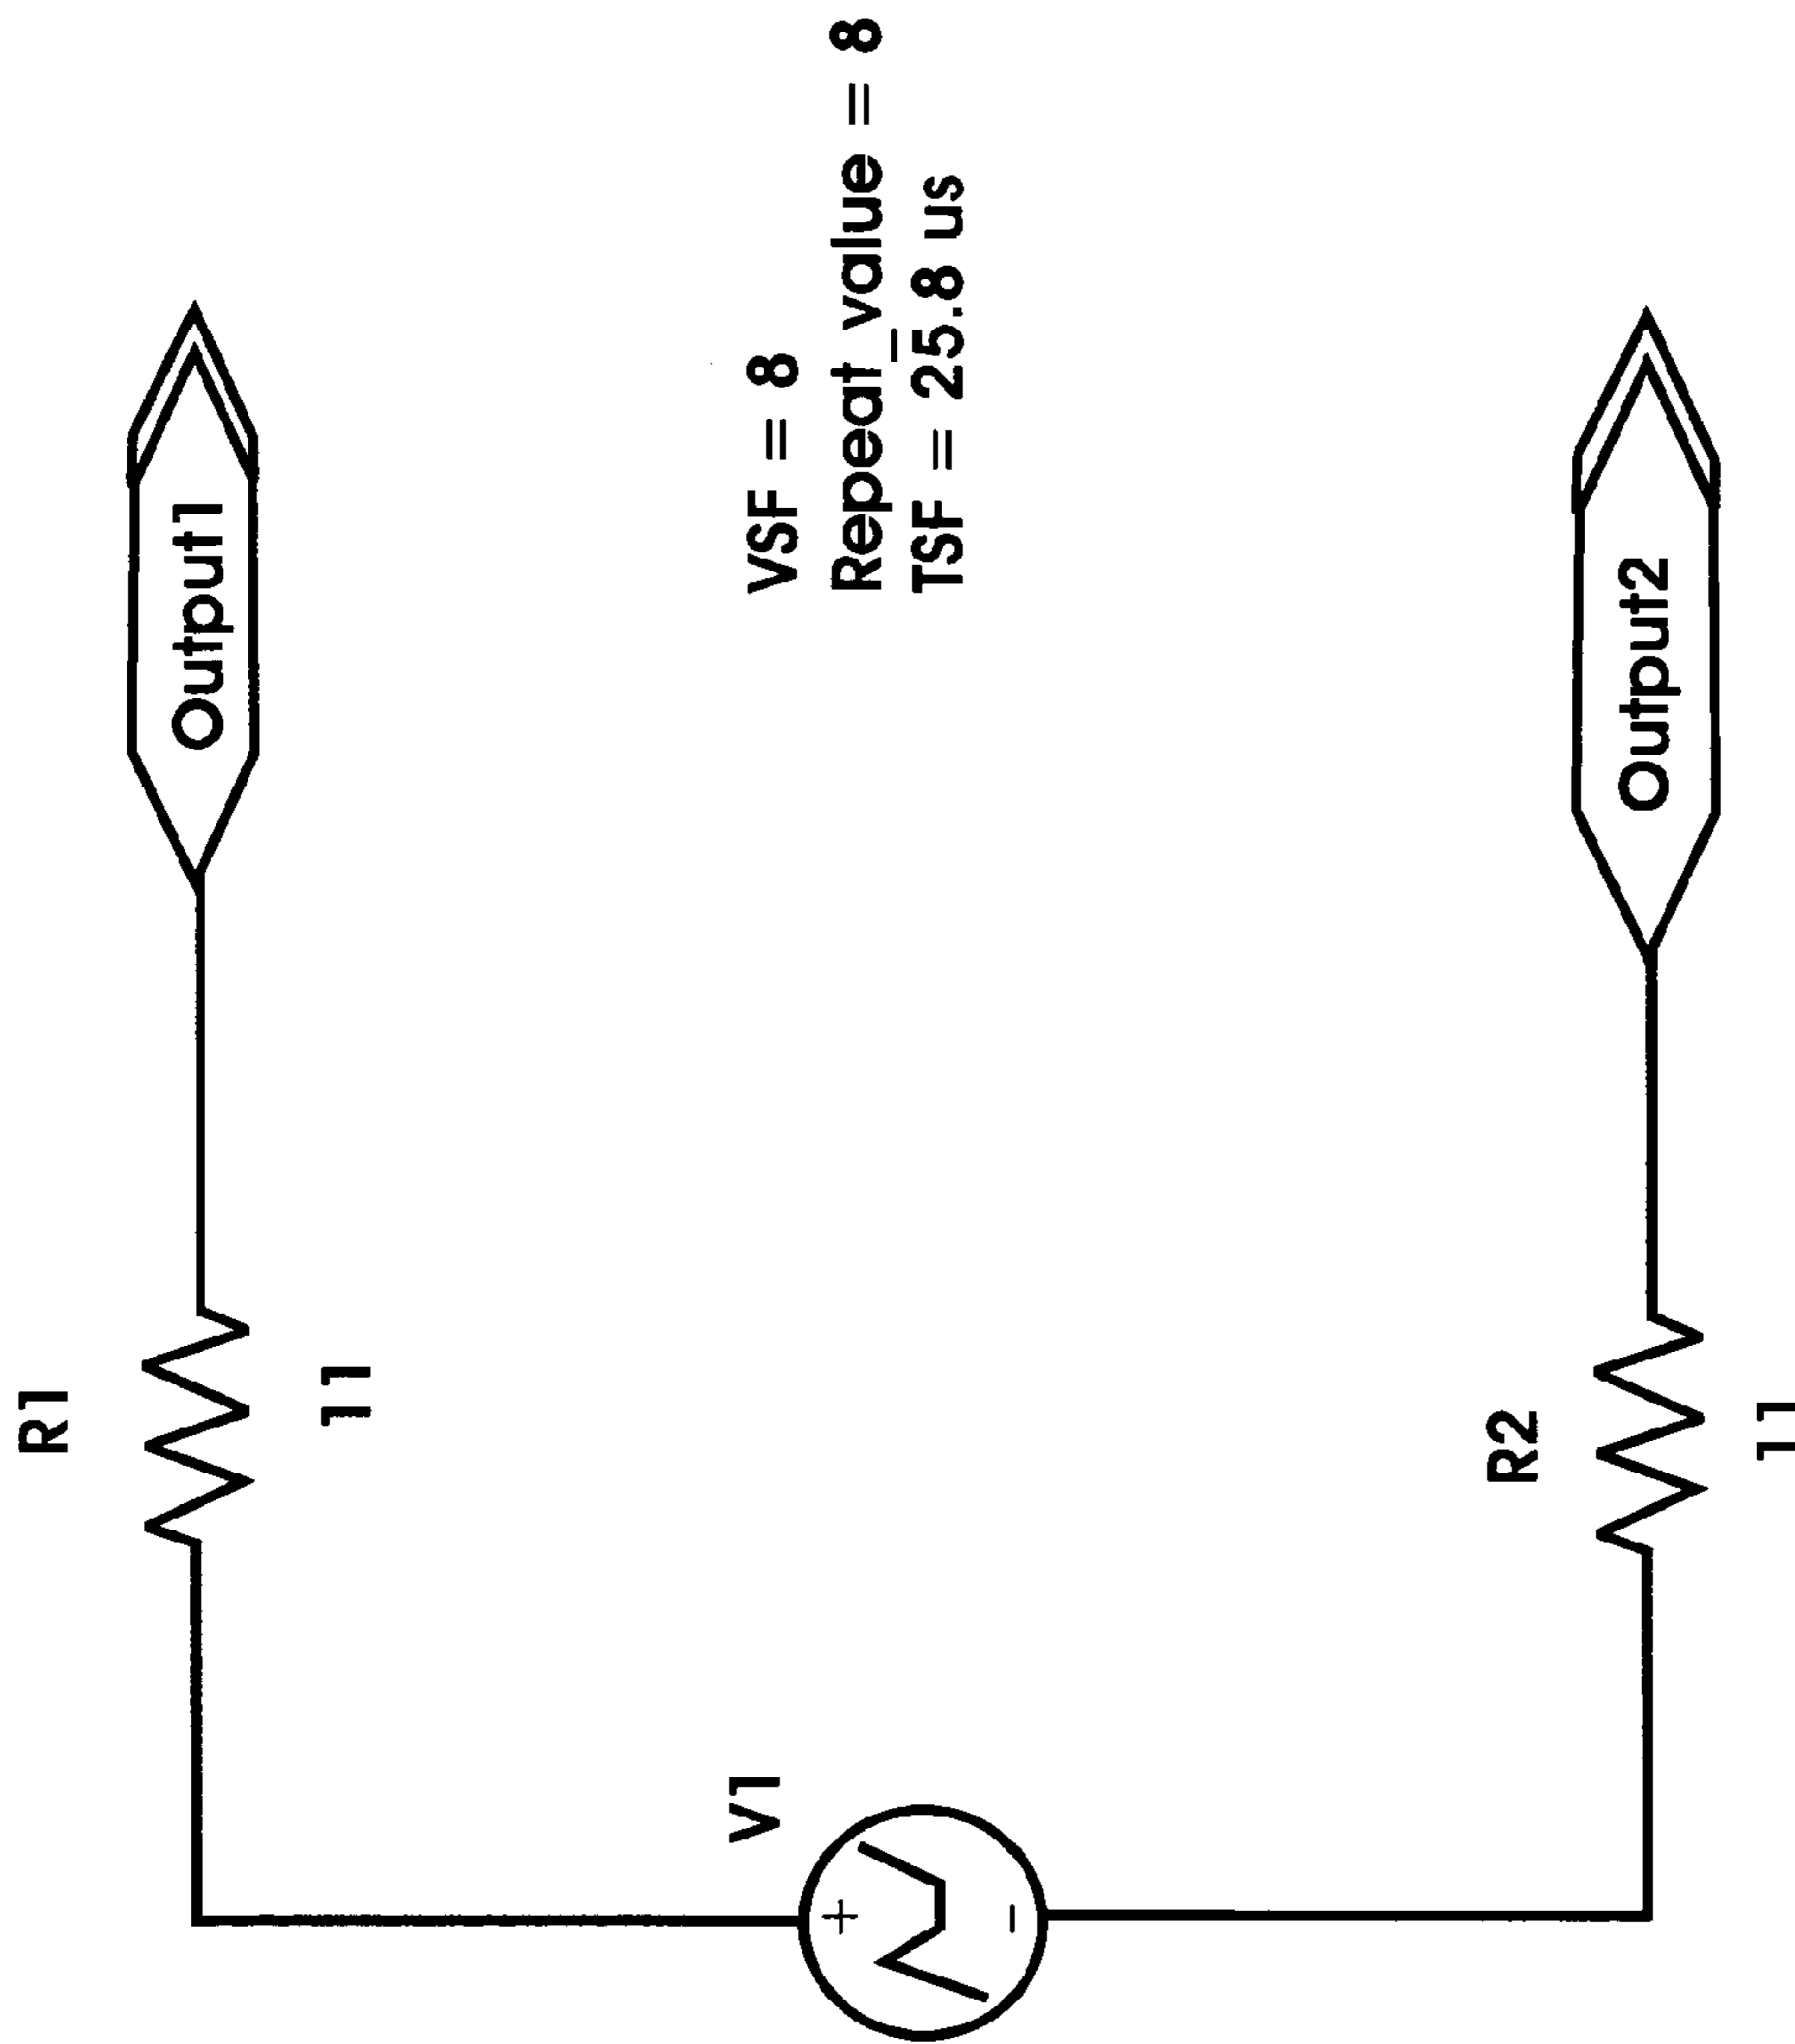 R1
11
Output1
V1
+
-
VSF = 8
Repeat_value = 8
TSF = 25.8 us
R2
11
Output2